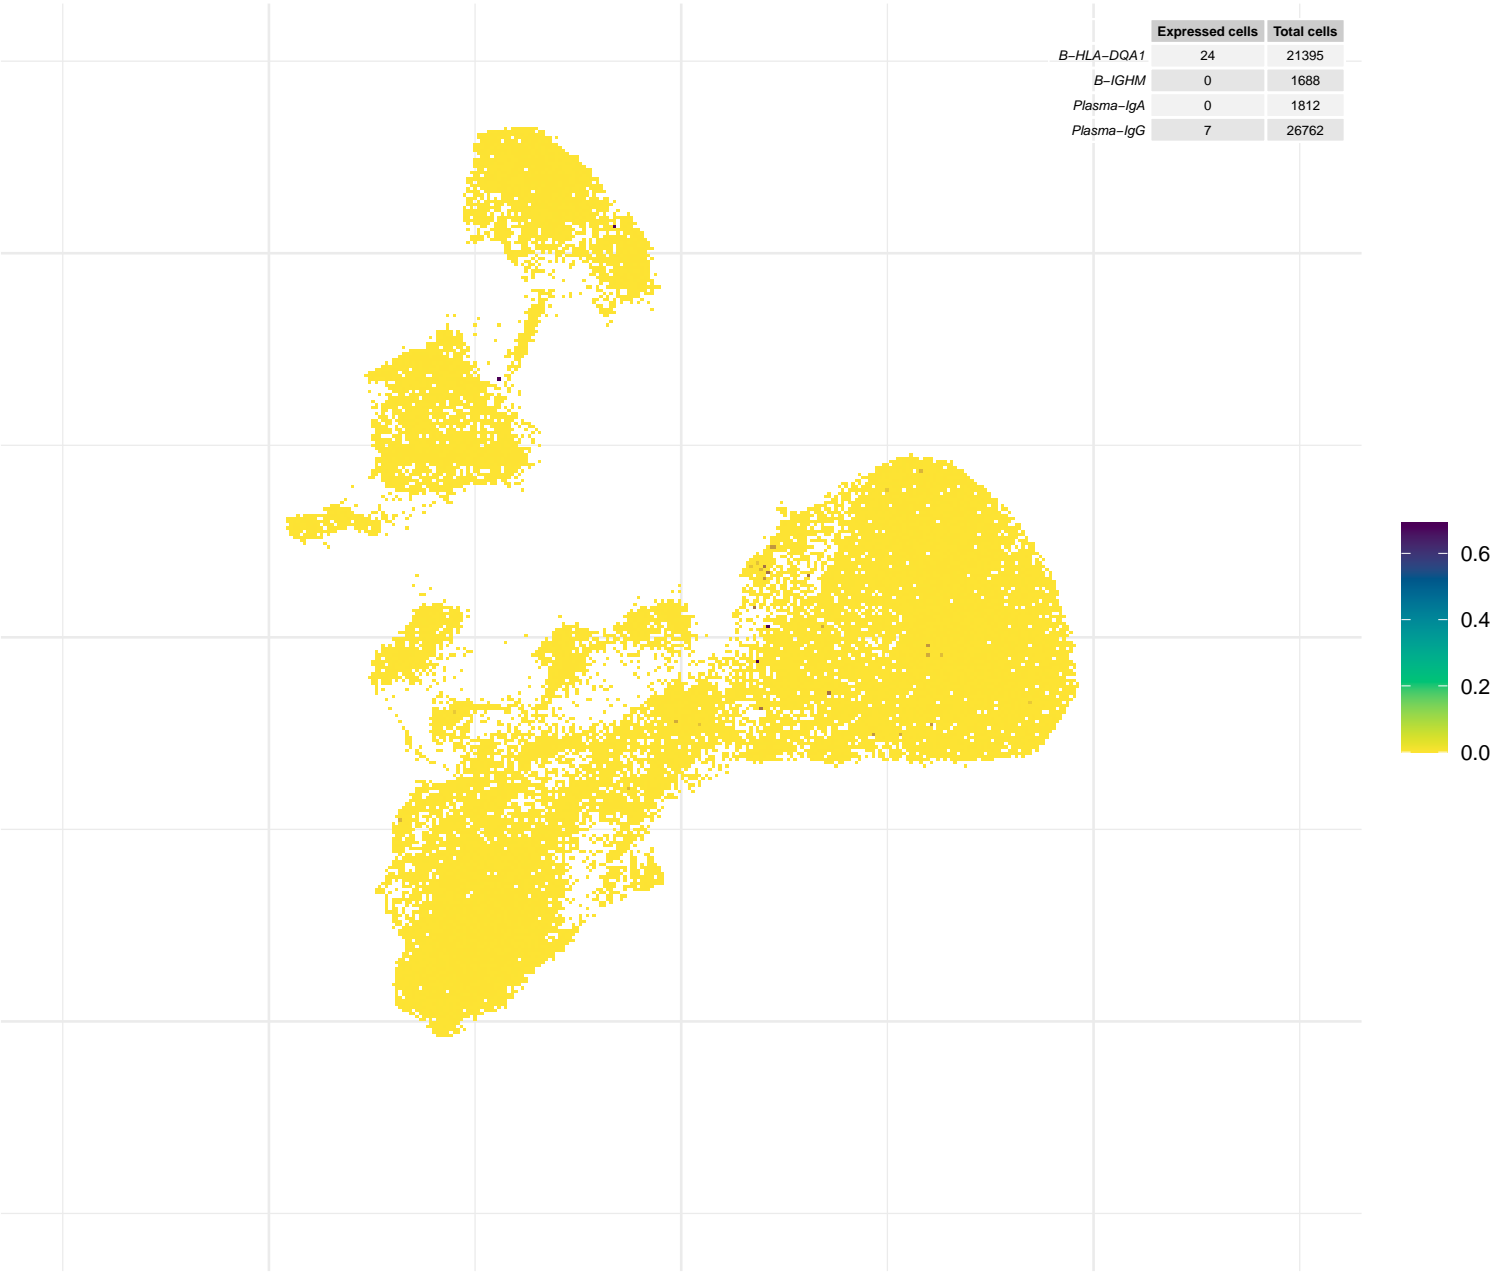 Expressed cells Total cells
B−HLA−DQA1 24 21395
B−IGHM 0 1688
Plasma−IgA 0 1812
Plasma−IgG 7 26762
0.6
0.4
0.2
0.0